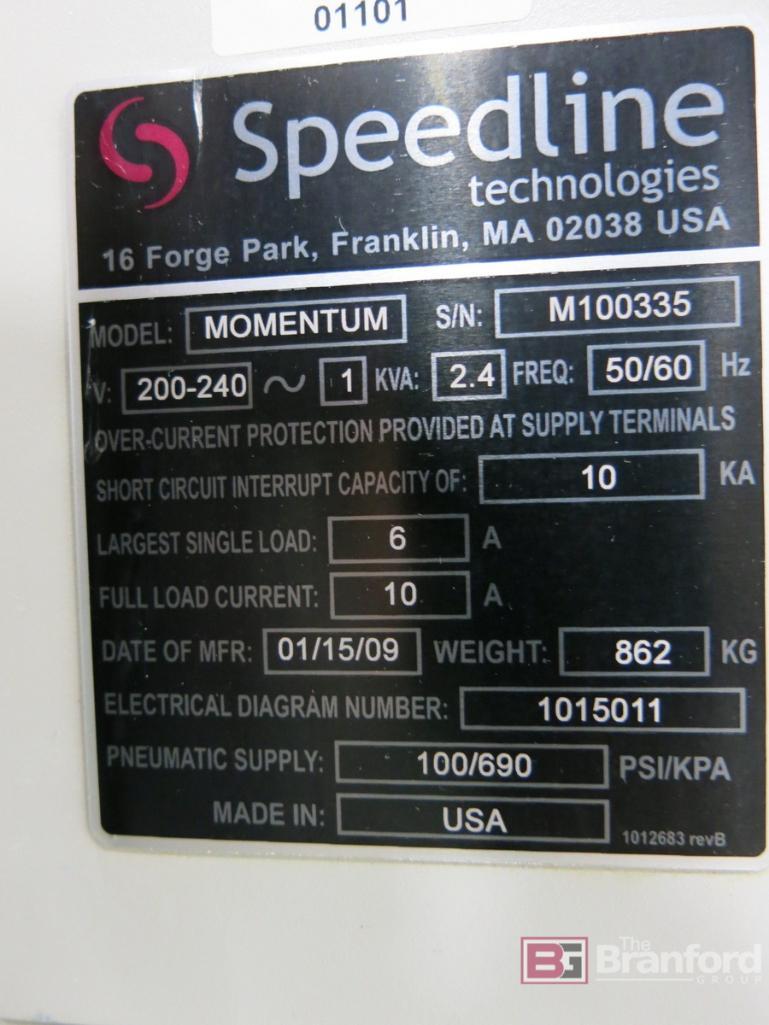 01101
Speedline
technologies
16 Forge Park, Franklin, MA 02038 USA
MODEL: MOMENTUM S/N: M100335
V: 200-240 ~ 1 KVA: 2.4 FREQ: 50/60 Hz
OVER-CURRENT PROTECTION PROVIDED AT SUPPLY TERMINALS
SHORT CIRCUIT INTERRUPT CAPACITY OF: 10 KA
LARGEST SINGLE LOAD: 6 A
FULL LOAD CURRENT: 10 A
DATE OF MFR: 01/15/09 WEIGHT: 862 KG
ELECTRICAL DIAGRAM NUMBER: 1015011
PNEUMATIC SUPPLY: 100/690 PSI/KPA
MADE IN: USA
1012683 revB
BG The Branford GROUP